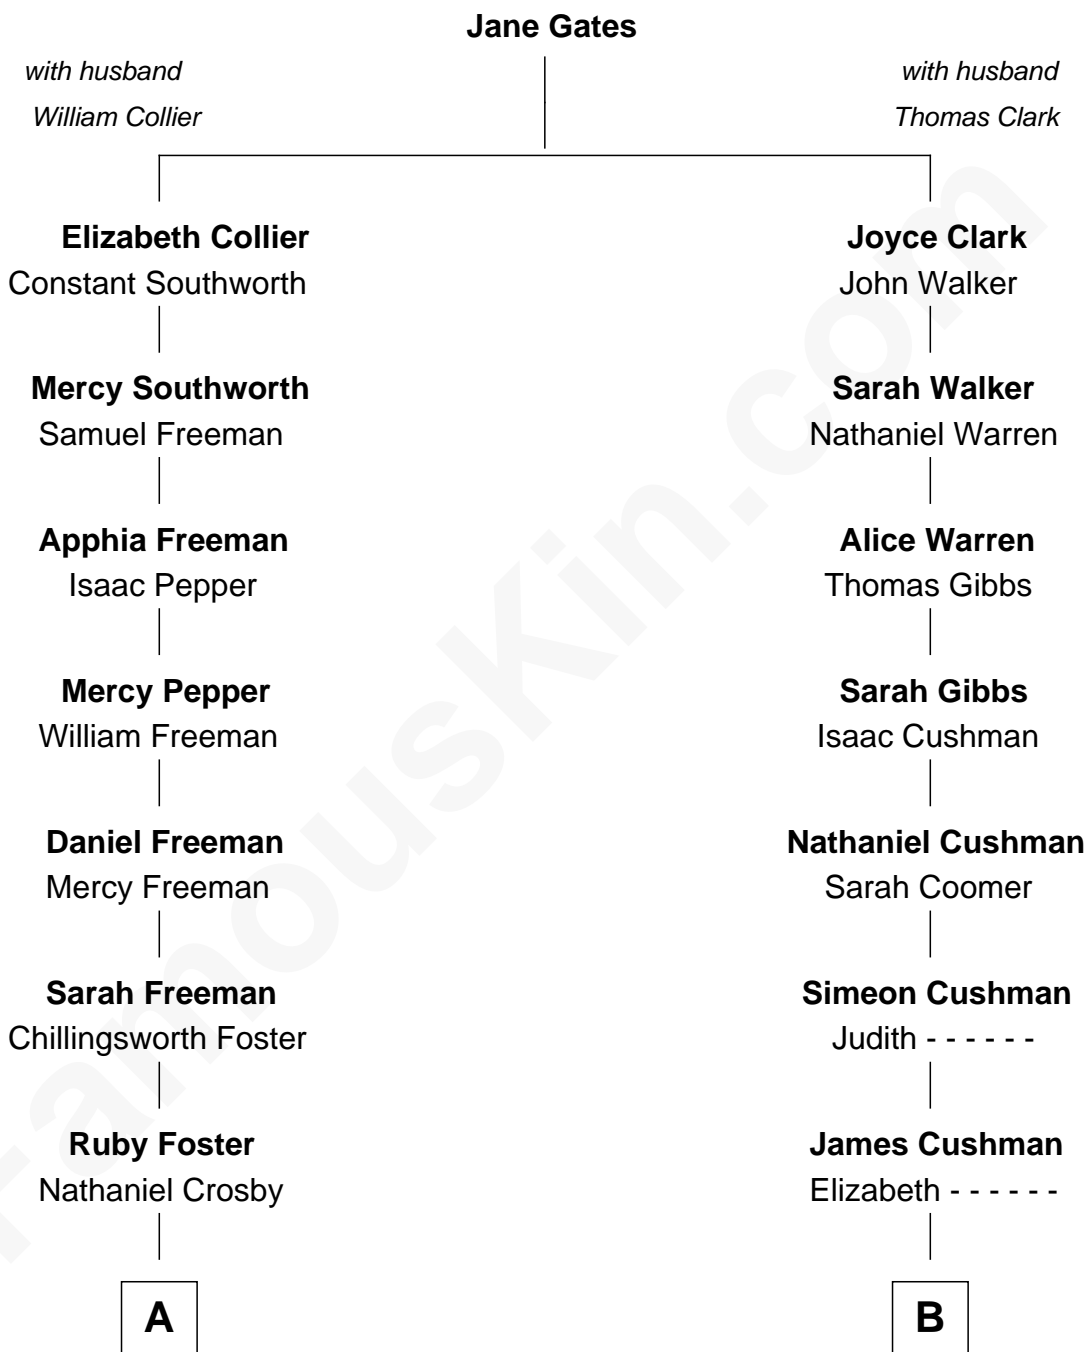 Jane Gates
with husband
William Collier
with husband
Thomas Clark
Elizabeth Collier
Constant Southworth
Joyce Clark
John Walker
Mercy Southworth
Samuel Freeman
Sarah Walker
Nathaniel Warren
Apphia Freeman
Isaac Pepper
Alice Warren
Thomas Gibbs
Mercy Pepper
William Freeman
Sarah Gibbs
Isaac Cushman
Daniel Freeman
Mercy Freeman
Nathaniel Cushman
Sarah Coomer
Sarah Freeman
Chillingsworth Foster
Simeon Cushman
Judith - - - - - -
Ruby Foster
Nathaniel Crosby
James Cushman
Elizabeth - - - - - -
A
B
FamousKin.com